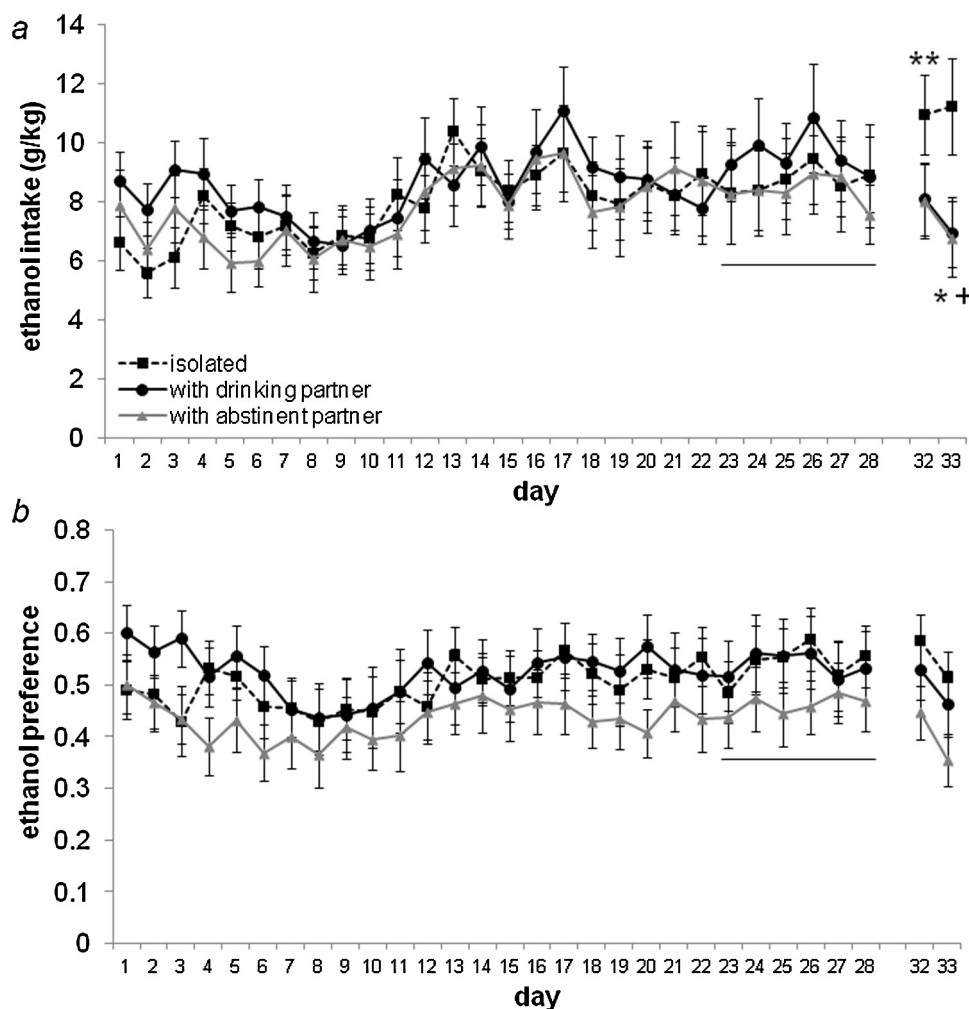 a
14
12
10
8
6
4
2
0
ethanol intake (g/kg)
**
* +
isolated
with drinking partner
with abstinent partner
1 2 3 4 5 6 7 8 9 10 11 12 13 14 15 16 17 18 19 20 21 22 23 24 25 26 27 28 32 33
day
b
0.8
0.7
0.6
0.5
0.4
0.3
0.2
0.1
0
ethanol preference
1 2 3 4 5 6 7 8 9 10 11 12 13 14 15 16 17 18 19 20 21 22 23 24 25 26 27 28 32 33
day